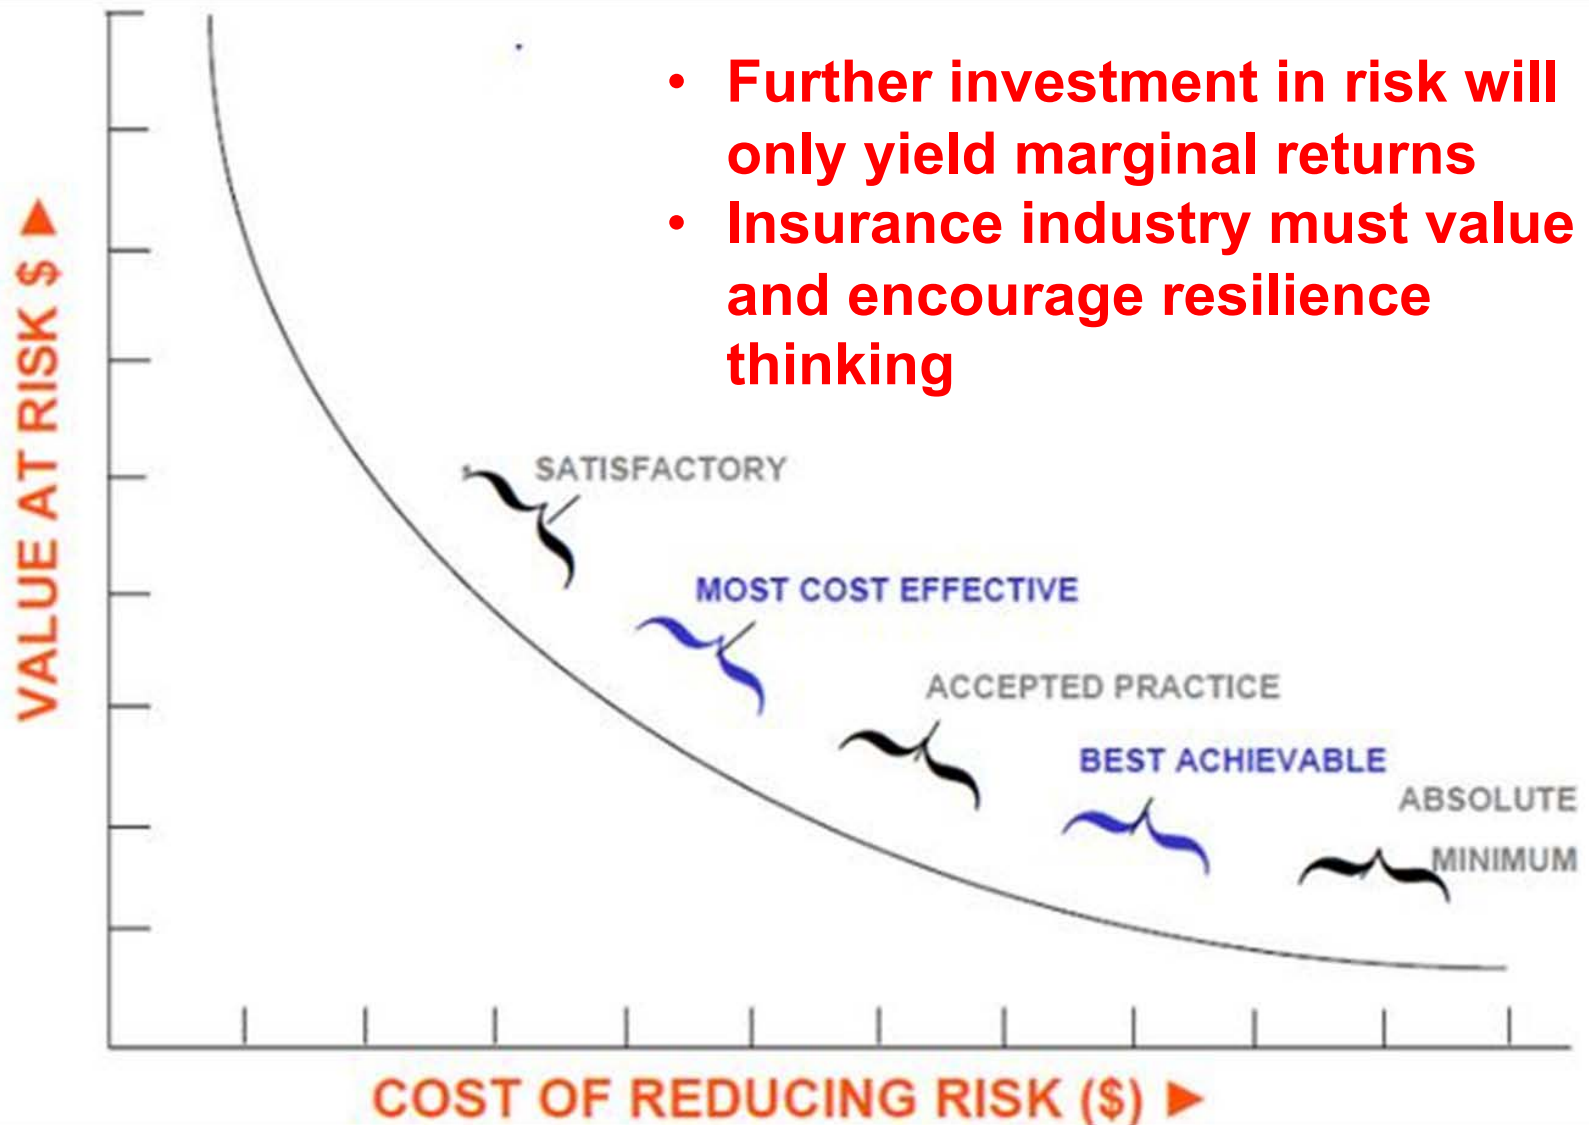 • Further investment in risk will
only yield marginal returns
• Insurance industry must value
and encourage resilience
thinking
VALUE AT RISK $ ►
SATISFACTORY
MOST COST EFFECTIVE
ACCEPTED PRACTICE
BEST ACHIEVABLE
ABSOLUTE
MINIMUM
COST OF REDUCING RISK ($) ►